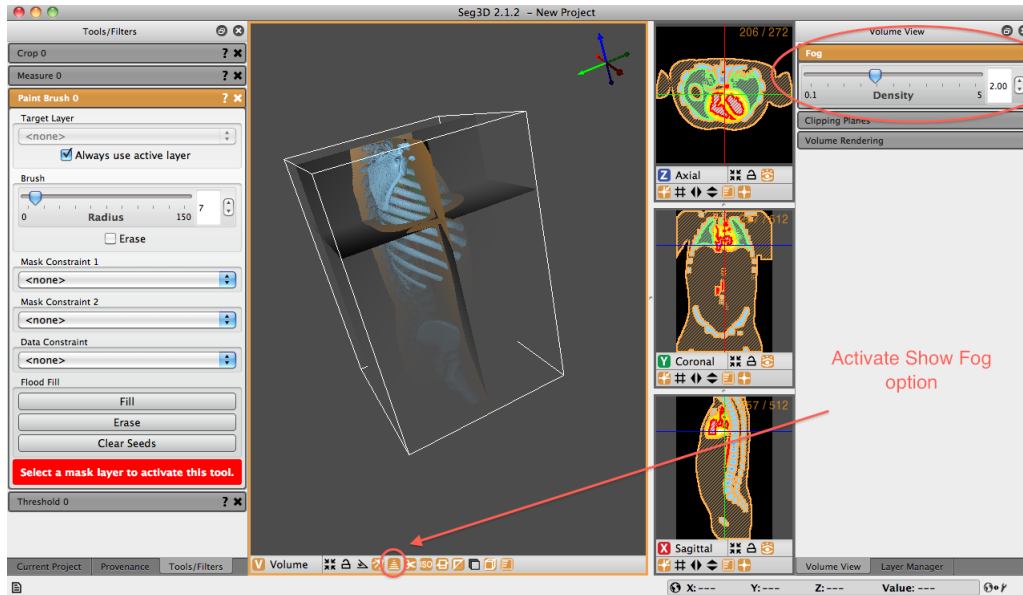 Seg3D 2.1.2 – New Project
Tools/Filters
Crop 0
?
Measure 0
?
Paint Brush 0
?
Target Layer
<none>
Always use active layer
Brush
0
Radius
150
7
Erase
Mask Constraint 1
<none>
Mask Constraint 2
<none>
Data Constraint
<none>
Flood Fill
Fill
Erase
Clear Seeds
Select a mask layer to activate this tool.
Threshold 0
?
Current Project
Provenance
Tools/Filters
V Volume
ISO
206 / 272
Z Axial
/ 512
Y Coronal
57 / 512
X Sagittal
Volume View
Fog
0.1
Density
5
2.00
Clipping Planes
Volume Rendering
Activate Show Fog
option
Volume View
Layer Manager
X: ---
Y: ---
Z: ---
Value: ---